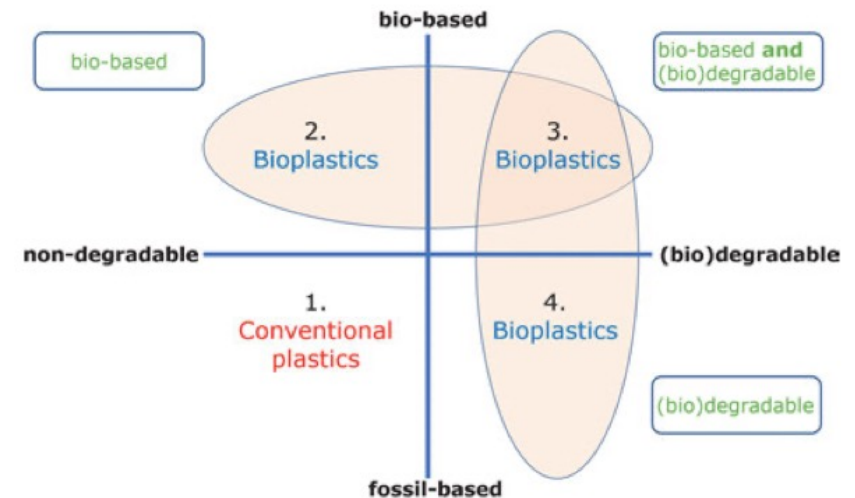 bio-based
bio-based
bio-based and
(bio)degradable
2.
Bioplastics
3.
Bioplastics
non-degradable
(bio)degradable
1.
Conventional
plastics
4.
Bioplastics
(bio)degradable
fossil-based